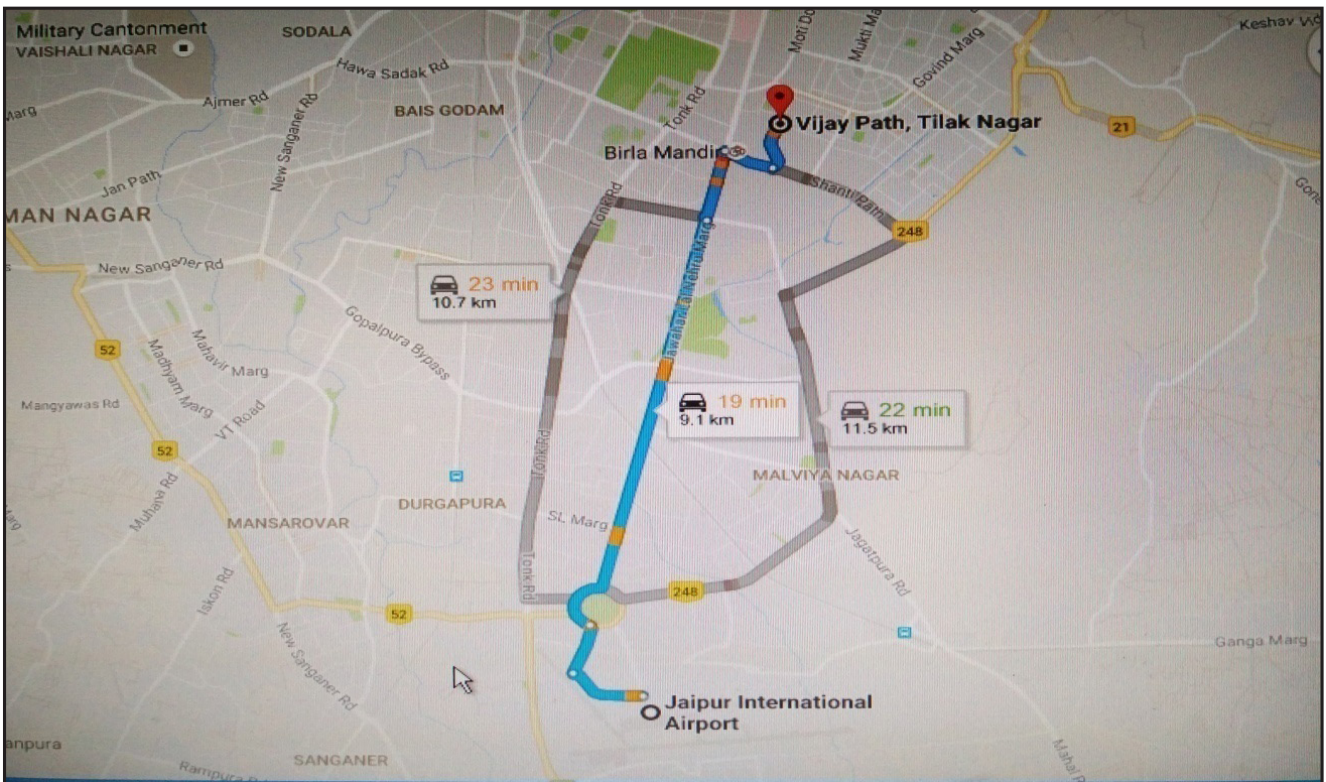 Military Cantonment
VAISHALI NAGAR
SODALA
Keshav
Moti Do
Mukti Ma
Govind Marg
Hawa Sadak Rd
Ajmer Rd
Marg
BAIS GODAM
Tonk Rd
New Sanganer Rd
Vijay Path, Tilak Nagar
21
Birla Mandir
Jan Path
Shanti Path
MAN NAGAR
Tonk Rd
248
New Sanganer Rd
23 min
10.7 km
Jawahar Lal Nehru Marg
Gopalpura Bypass
52
Mahavir Marg
Madhyam Marg
Mangyawas Rd
VT Road
19 min
9.1 km
22 min
11.5 km
52
Tonk Rd
MALVIYA NAGAR
Muhana Rd
DURGAPURA
SL Marg
MANSAROVAR
Jagatpura Rd
Tonk Rd
Iskon Rd
248
52
Ganga Marg
New Sanganer Rd
Jaipur International
Airport
anpura
SANGANER
Rampura
Mahal R